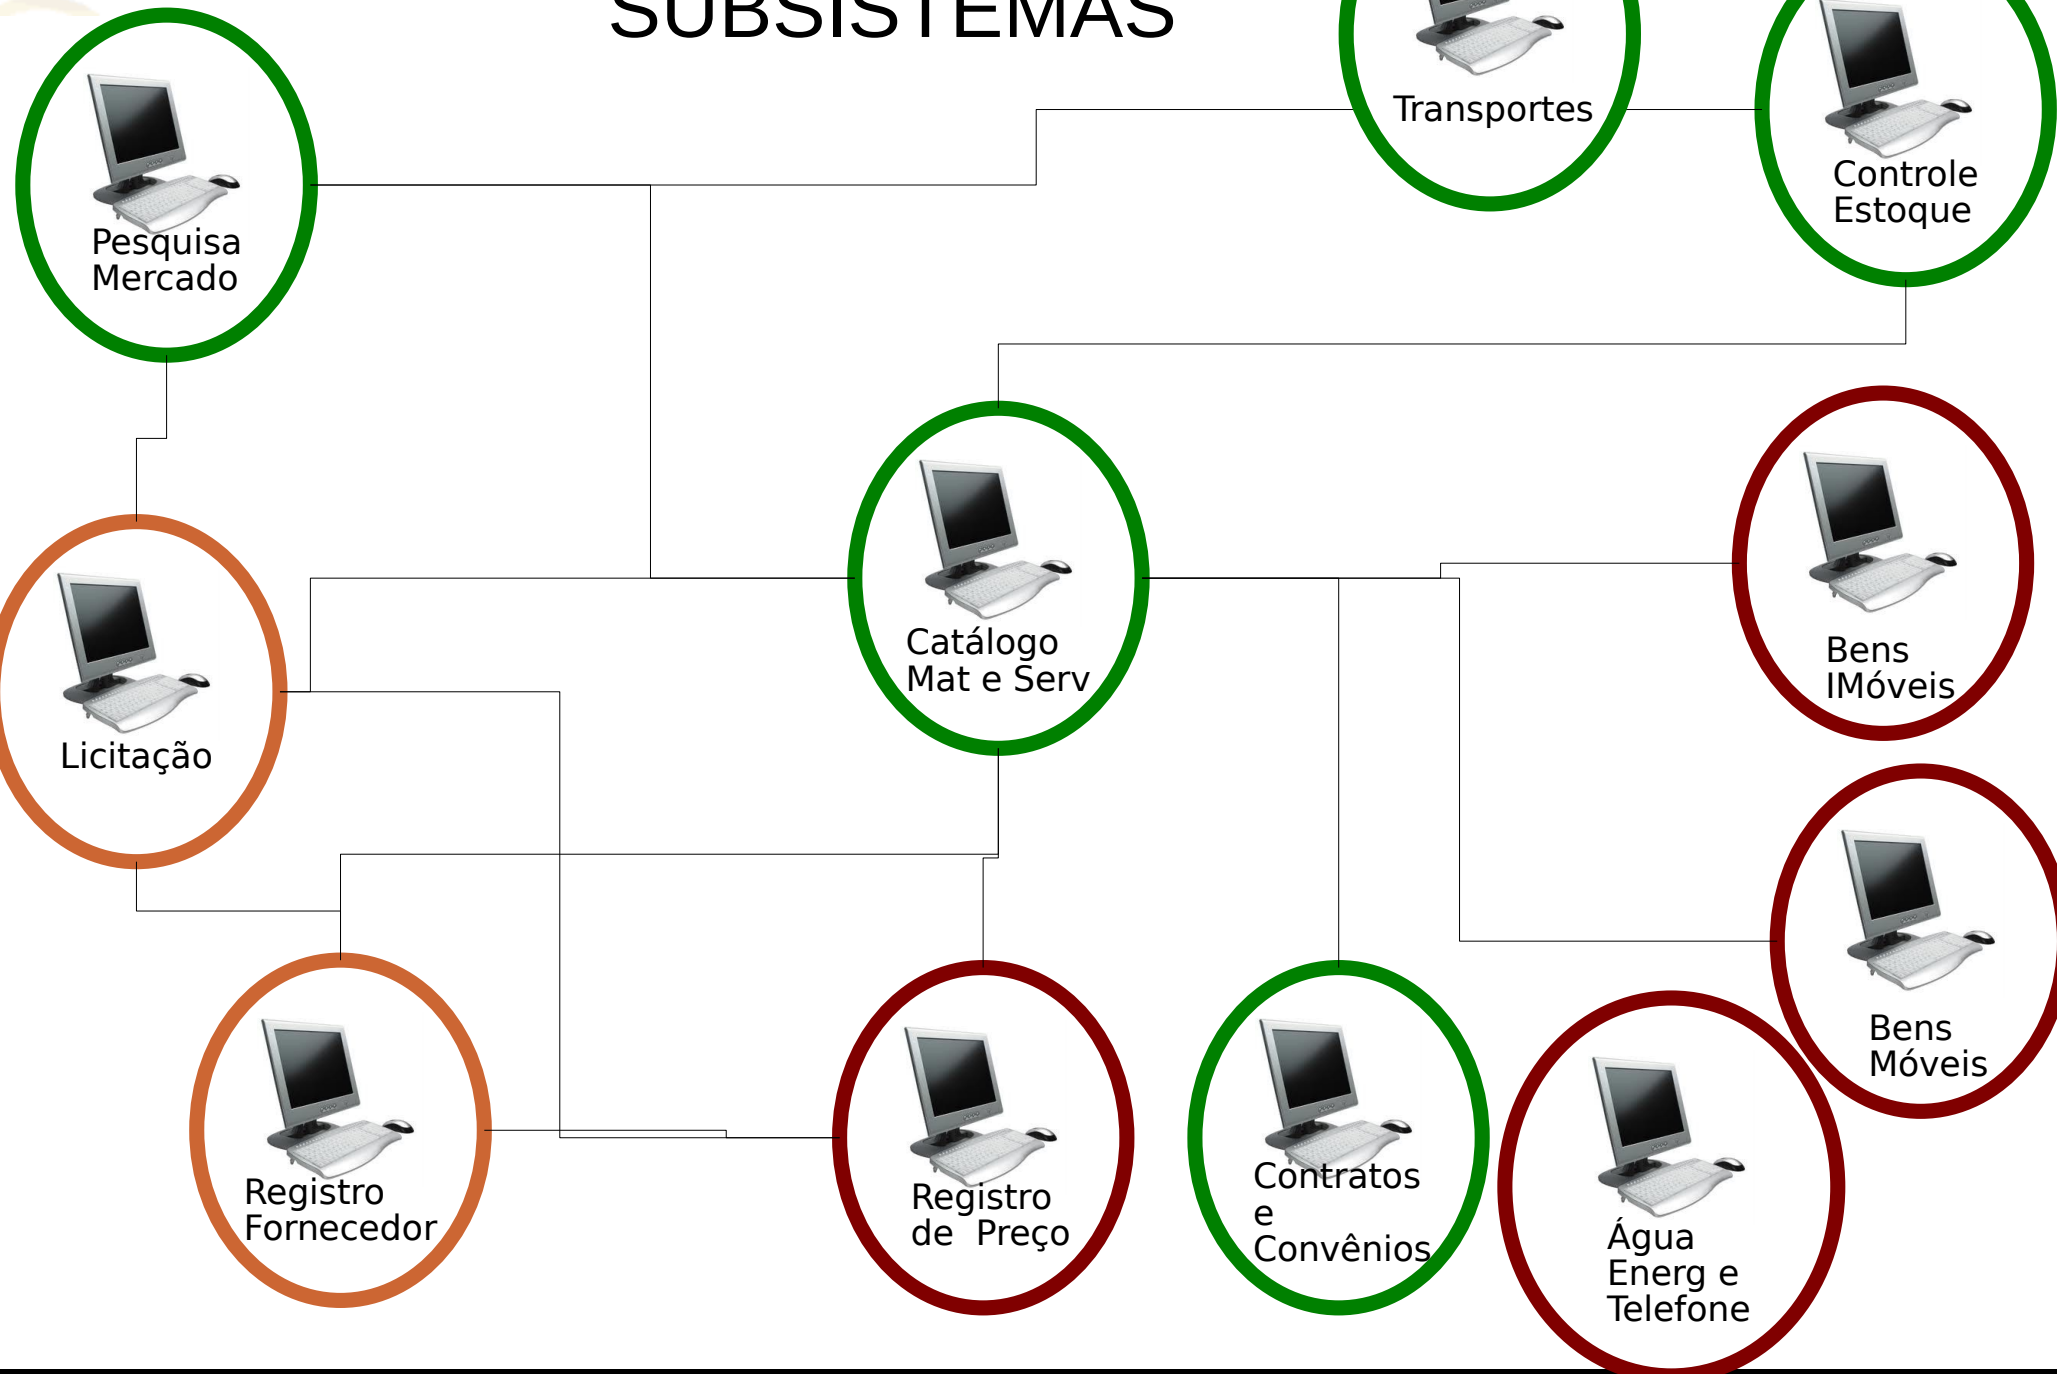 SUBSISTEMAS
Transportes
Controle
Estoque
Pesquisa
Mercado
Catálogo
Mat e Serv
Bens
IMóveis
Licitação
Bens
Móveis
Registro
Fornecedor
Registro
de  Preço
Contratos
e
Convênios
Água
Energ e
Telefone